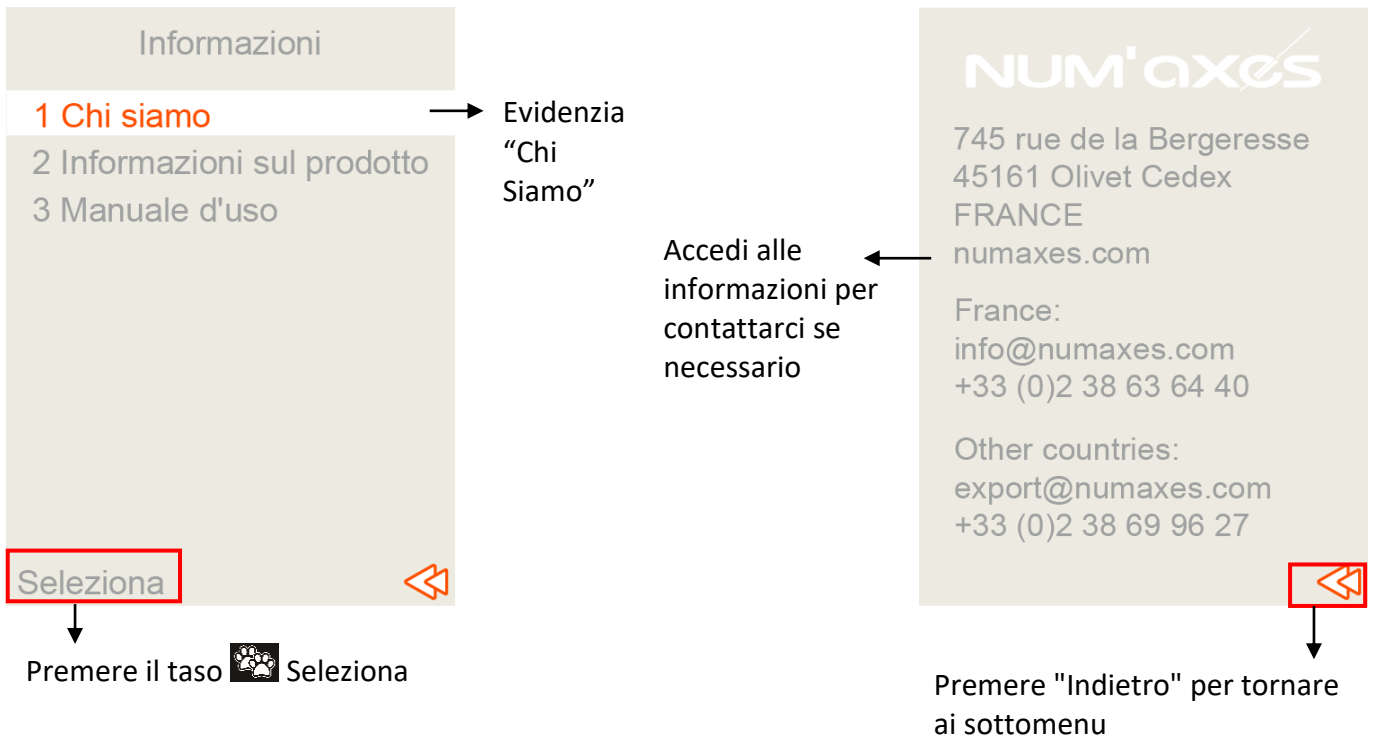 Informazioni
1 Chi siamo
2 Informazioni sul prodotto
3 Manuale d'uso
Seleziona
Evidenzia
“Chi
Siamo”
Premere il taso Seleziona
Accedi alle
informazioni per
contattarci se
necessario
NUM'axes
745 rue de la Bergeresse
45161 Olivet Cedex
FRANCE
numaxes.com
France:
info@numaxes.com
+33 (0)2 38 63 64 40
Other countries:
export@numaxes.com
+33 (0)2 38 69 96 27
Premere "Indietro" per tornare
ai sottomenu